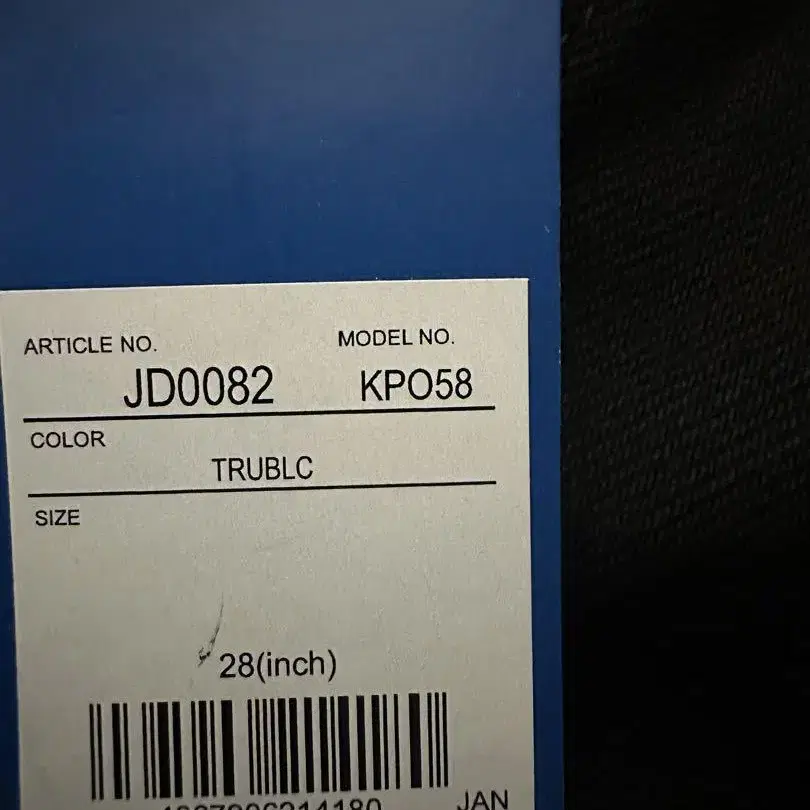 ARTICLE NO. MODEL NO.
JD0082 KPO58
COLOR
TRUBLC
SIZE
28(inch)
JAN